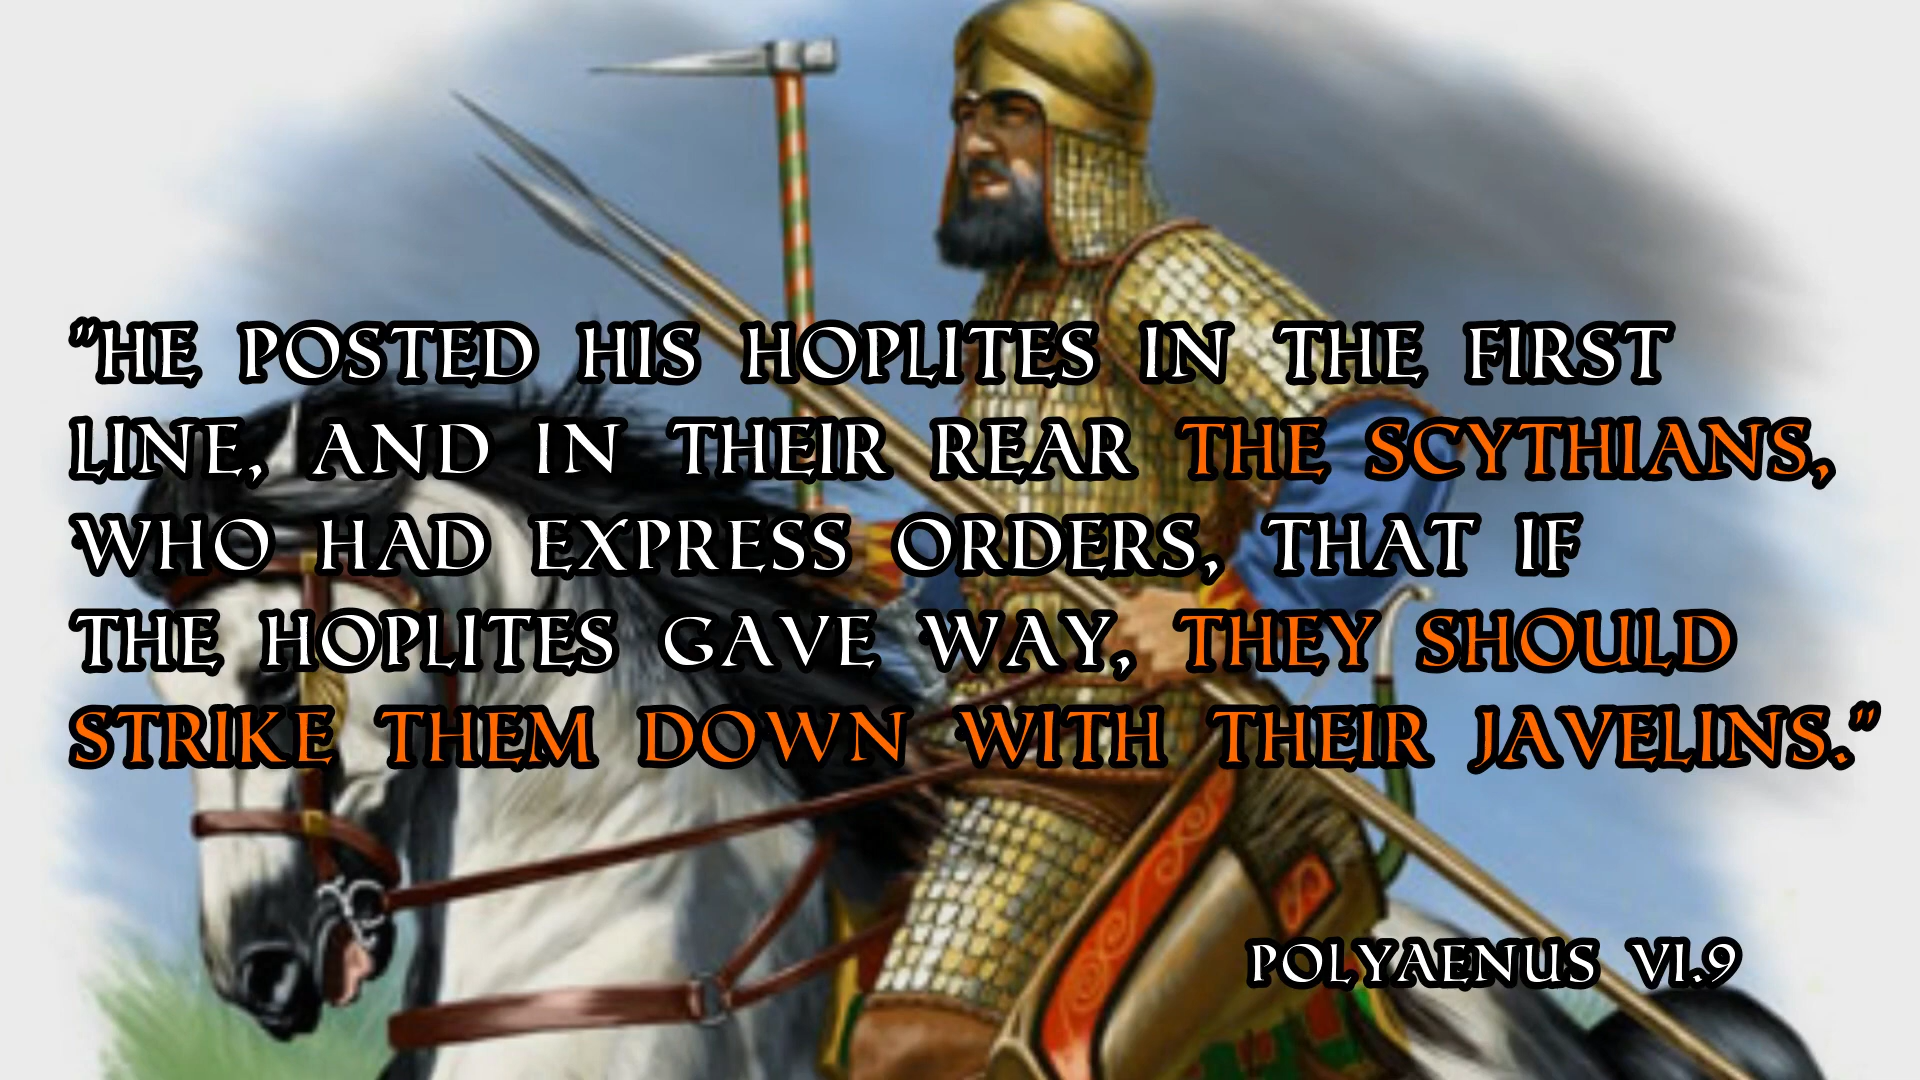 "HE POSTED HIS HOPLITES IN THE FIRST
LINE, AND IN THEIR REAR THE SCYTHIANS,
WHO HAD EXPRESS ORDERS, THAT IF
THE HOPLITES GAVE WAY, THEY SHOULD
STRIKE THEM DOWN WITH THEIR JAVELINS."
POLYAENUS VI.9